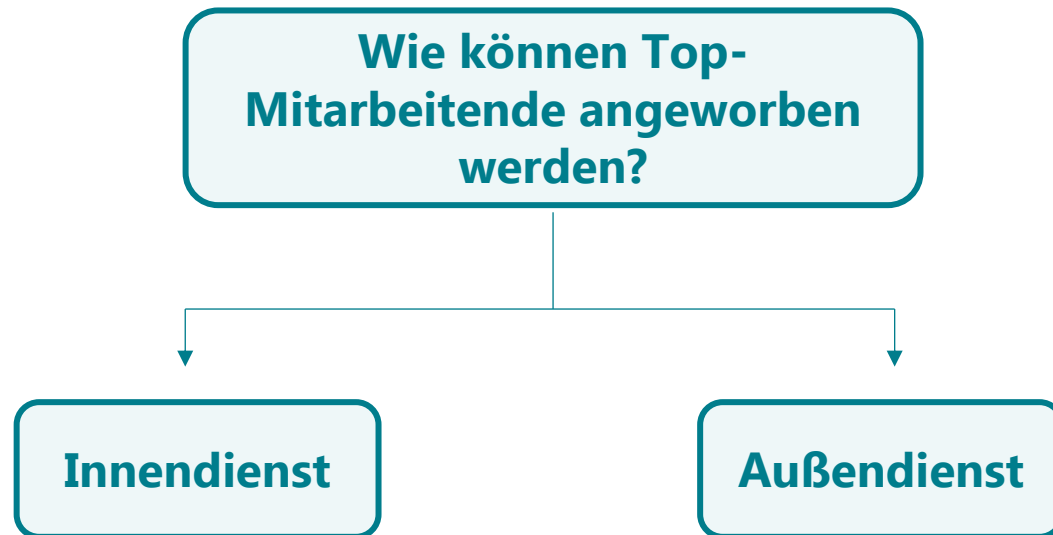 Wie können Top-
Mitarbeitende angeworben
werden?
Innendienst
Außendienst